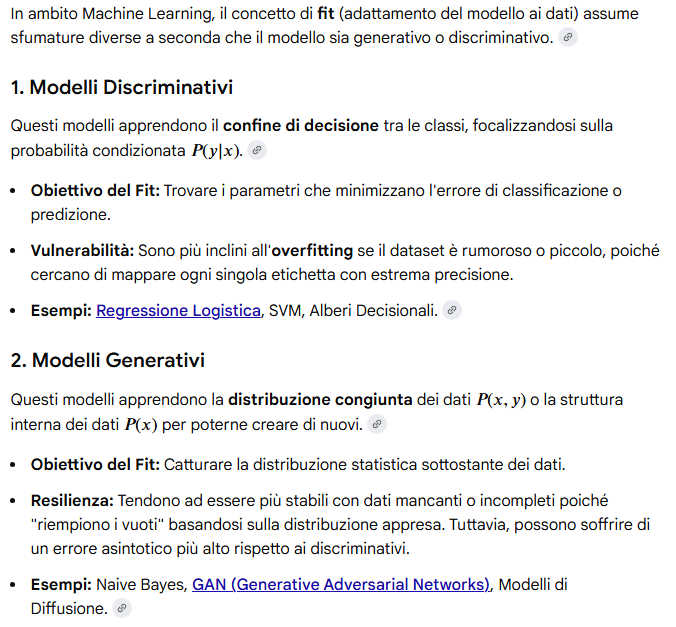 In ambito Machine Learning, il concetto di fit (adattamento del modello ai dati) assume
sfumature diverse a seconda che il modello sia generativo o discriminativo.
1. Modelli Discriminativi
Questi modelli apprendono il confine di decisione tra le classi, focalizzandosi sulla
probabilità condizionata P(y|x).
• Obiettivo del Fit: Trovare i parametri che minimizzano l'errore di classificazione o
predizione.
• Vulnerabilità: Sono più inclini all'overfitting se il dataset è rumoroso o piccolo, poiché
cercano di mappare ogni singola etichetta con estrema precisione.
• Esempi: Regressione Logistica, SVM, Alberi Decisionali.
2. Modelli Generativi
Questi modelli apprendono la distribuzione congiunta dei dati P(x, y) o la struttura
interna dei dati P(x) per poterne creare di nuovi.
• Obiettivo del Fit: Catturare la distribuzione statistica sottostante dei dati.
• Resilienza: Tendono ad essere più stabili con dati mancanti o incompleti poiché
"riempiono i vuoti" basandosi sulla distribuzione appresa. Tuttavia, possono soffrire di
un errore asintotico più alto rispetto ai discriminativi.
• Esempi: Naive Bayes, GAN (Generative Adversarial Networks), Modelli di
Diffusione.